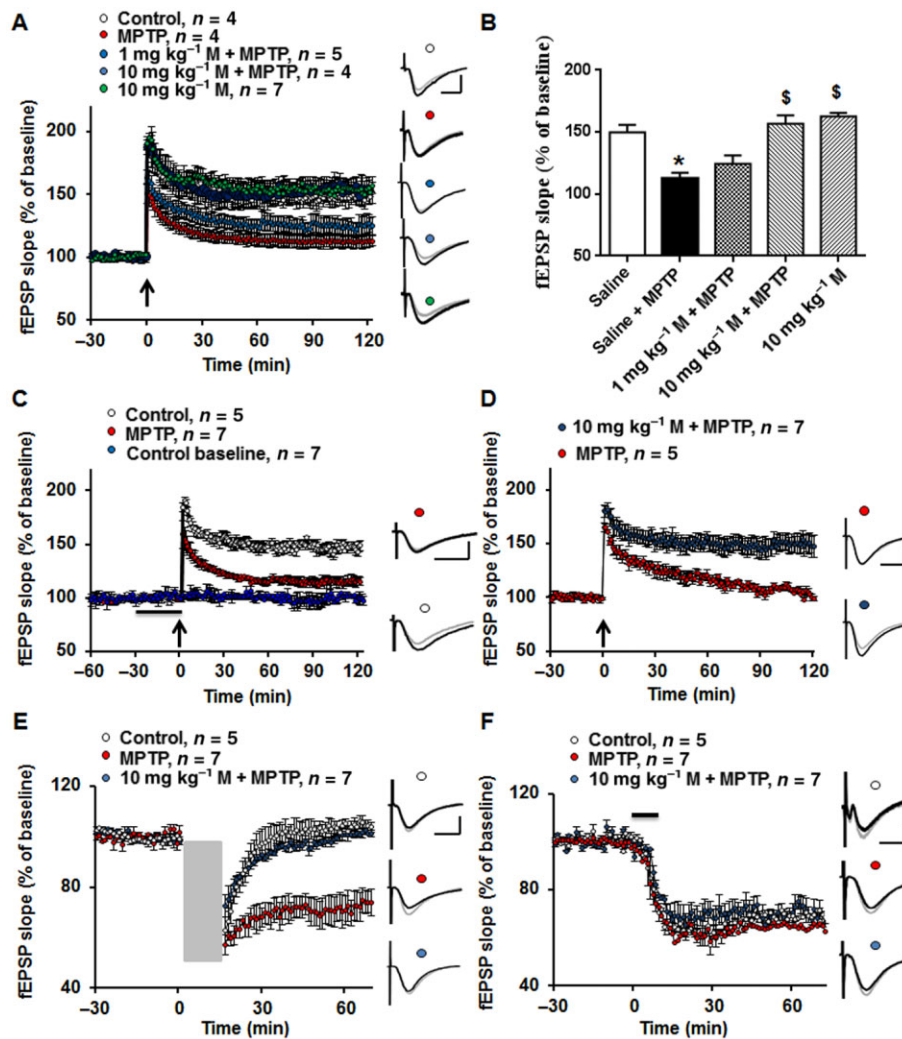 A
Control, n = 4
MPTP, n = 4
1 mg kg⁻¹ M + MPTP, n = 5
10 mg kg⁻¹ M + MPTP, n = 4
10 mg kg⁻¹ M, n = 7
fEPSP slope (% of baseline)
200
150
100
50
−30 0 30 60 90 120
Time (min)
B
fEPSP slope (% of baseline)
200
150
100
50
* $ $
Saline
Saline + MPTP
1 mg kg⁻¹ M + MPTP
10 mg kg⁻¹ M + MPTP
10 mg kg⁻¹ M
C
Control, n = 5
MPTP, n = 7
Control baseline, n = 7
fEPSP slope (% of baseline)
200
150
100
50
−60 −30 0 30 60 90 120
Time (min)
D
10 mg kg⁻¹ M + MPTP, n = 7
MPTP, n = 5
fEPSP slope (% of baseline)
200
150
100
50
−30 0 30 60 90 120
Time (min)
E
Control, n = 5
MPTP, n = 7
10 mg kg⁻¹ M + MPTP, n = 7
fEPSP slope (% of baseline)
120
80
40
−30 0 30 60
Time (min)
F
Control, n = 5
MPTP, n = 7
10 mg kg⁻¹ M + MPTP, n = 7
fEPSP slope (% of baseline)
120
80
40
−30 0 30 60
Time (min)